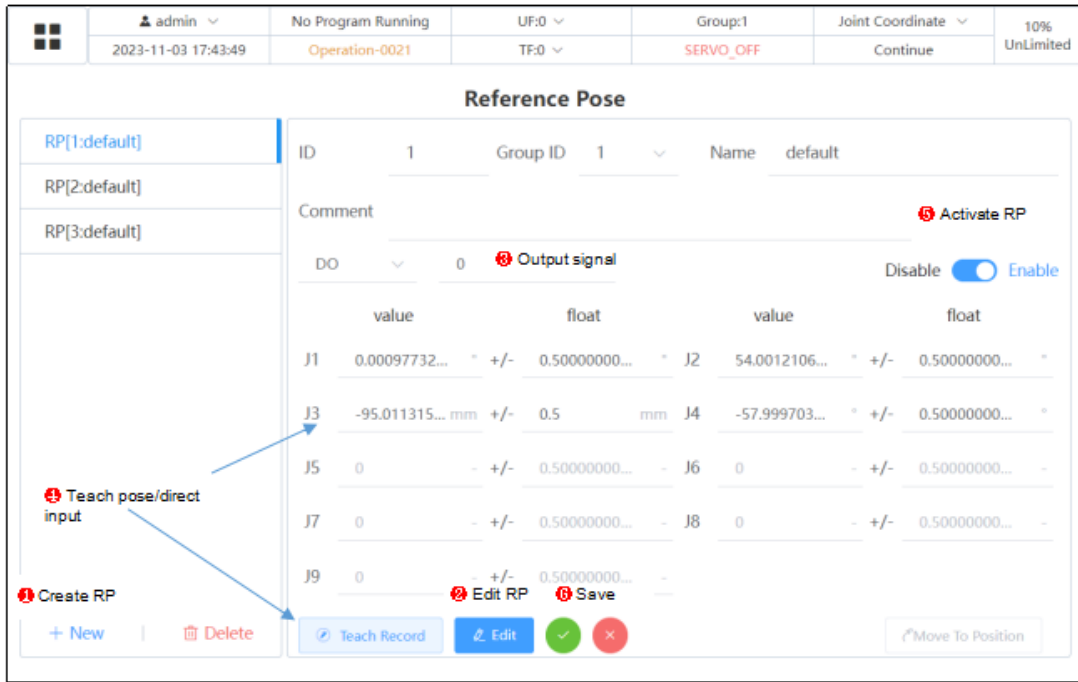 admin No Program Running UF:0 Group:1 Joint Coordinate 10%
2023-11-03 17:43:49 Operation-0021 TF:0 SERVO_OFF Continue UnLimited
Reference Pose
RP[1:default]
RP[2:default]
RP[3:default]
ID 1 Group ID 1 Name default
Comment
5 Activate RP
DO 0 3 Output signal
Disable Enable
value float value float
J1 0.00097732... ° +/- 0.50000000... ° J2 54.0012106... ° +/- 0.50000000... °
J3 -95.011315... mm +/- 0.5 mm J4 -57.999703... ° +/- 0.50000000... °
J5 0 - +/- 0.50000000... - J6 0 - +/- 0.50000000... -
4 Teach pose/direct
input
J7 0 - +/- 0.50000000... - J8 0 - +/- 0.50000000... -
J9 0 - +/- 0.50000000... -
1 Create RP
2 Edit RP 6 Save
+ New Delete
Teach Record Edit Move To Position